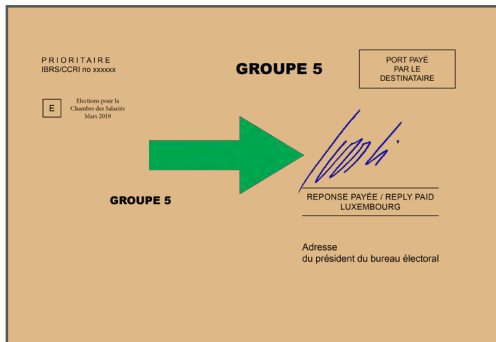 PRIORITAIRE
IBRS/CCRI no xxxxxx
GROUPE 5
PORT PAYÉ
PAR LE
DESTINATAIRE
E
Elections pour la
Chambre des Salariés
Mars 2019
GROUPE 5
REPONSE PAYÉE / REPLY PAID
LUXEMBOURG
Adresse
du président du bureau électoral